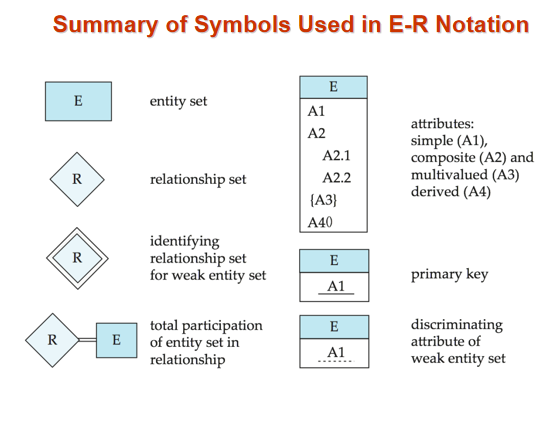 Summary of Symbols Used in E-R Notation
E
entity set
R
relationship set
R
identifying
relationship set
for weak entity set
R
E
total participation
of entity set in
relationship
E
A1
A2
A2.1
A2.2
{A3}
A4()
attributes:
simple (A1),
composite (A2) and
multivalued (A3)
derived (A4)
E
A1
primary key
E
A1
discriminating
attribute of
weak entity set